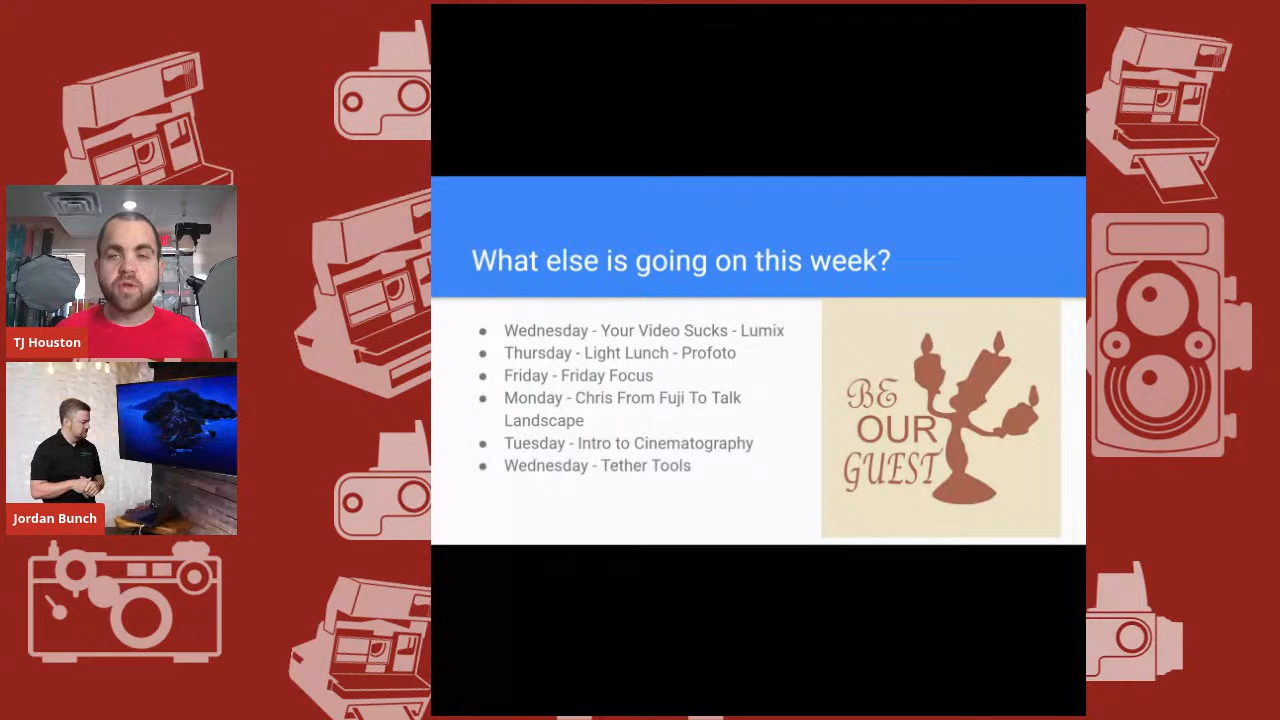 TJ Houston
Jordan Bunch
What else is going on this week?
● Wednesday - Your Video Sucks - Lumix
● Thursday - Light Lunch - Profoto
● Friday - Friday Focus
● Monday - Chris From Fuji To Talk
Landscape
● Tuesday - Intro to Cinematography
● Wednesday - Tether Tools
BE
OUR
GUEST